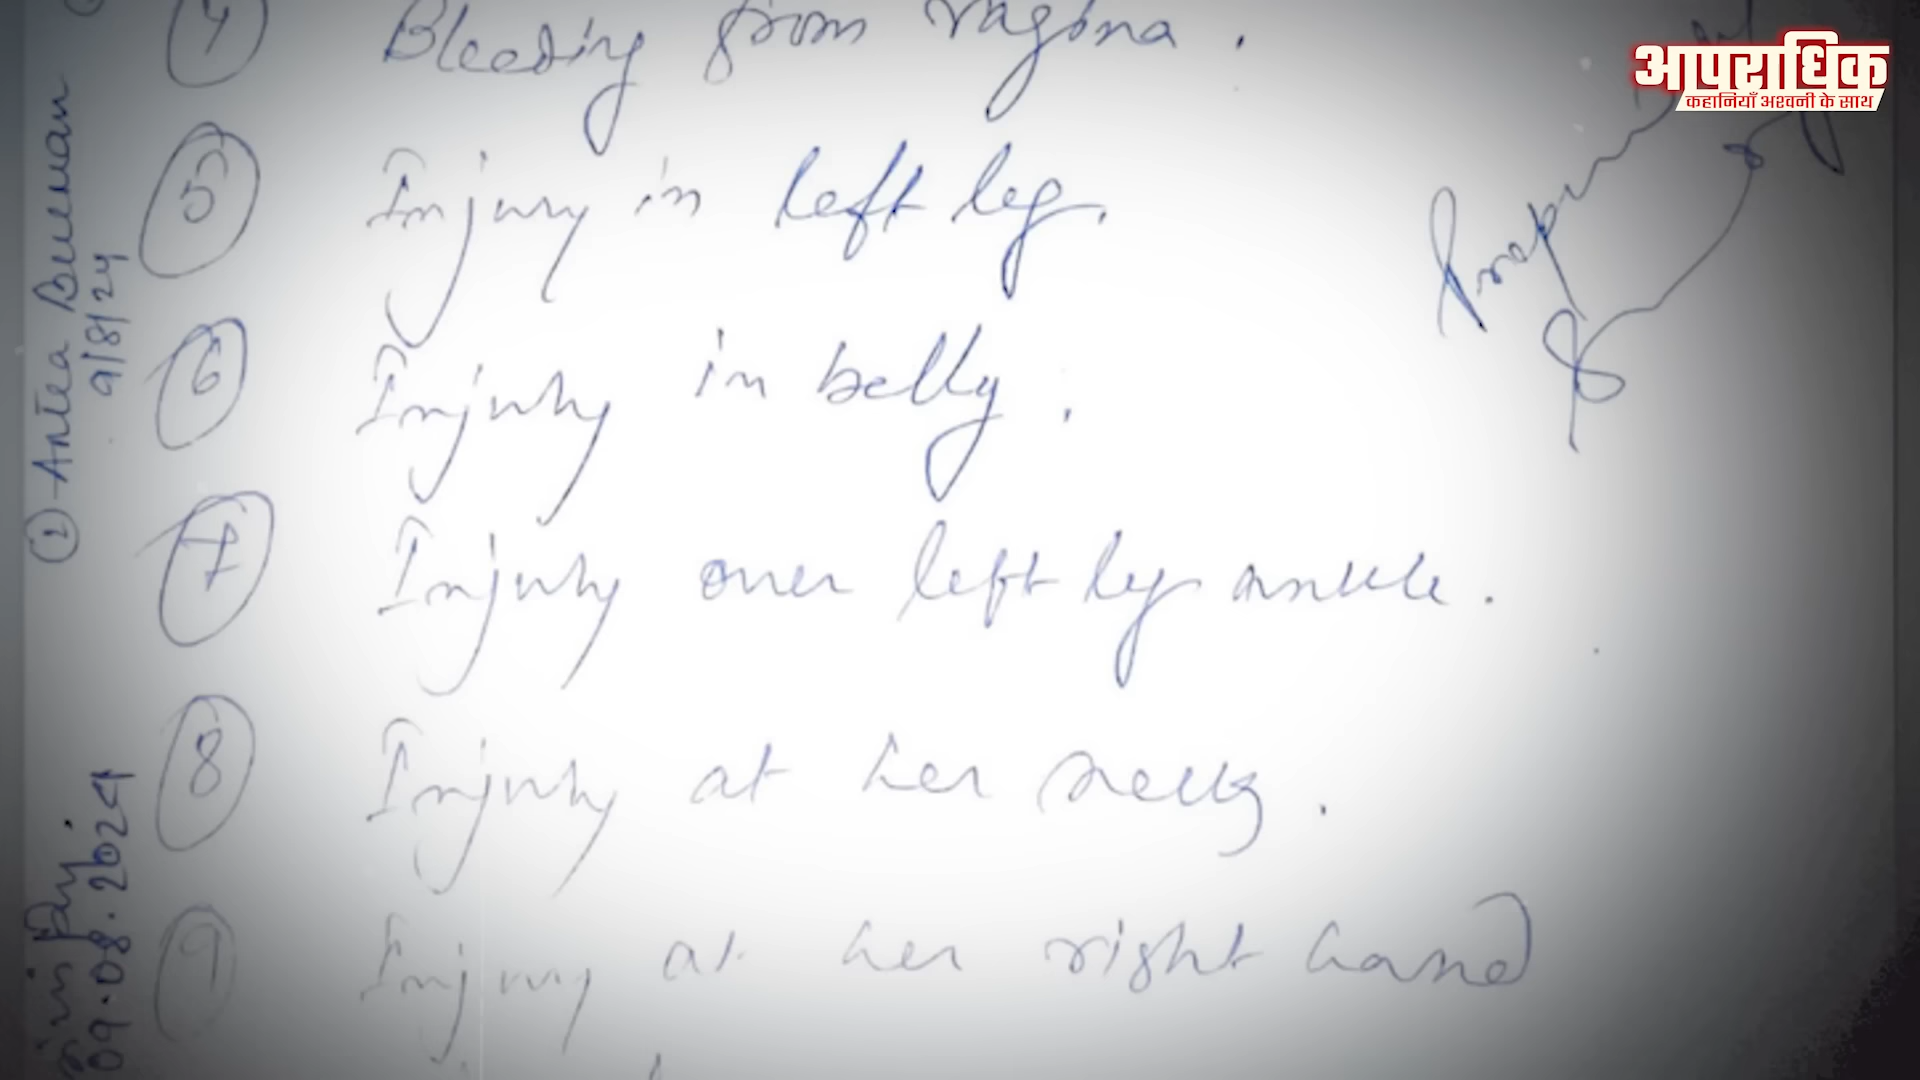 आपराधिक
कहानियाँ अश्वनी के साथ
4 Bleeding from vagina.
5 Injury in left leg.
6 Injury in belly.
7 Injury over left leg ankle.
8 Injury at her neck.
9 Injury at her right hand
9/8/24
09.08.2024